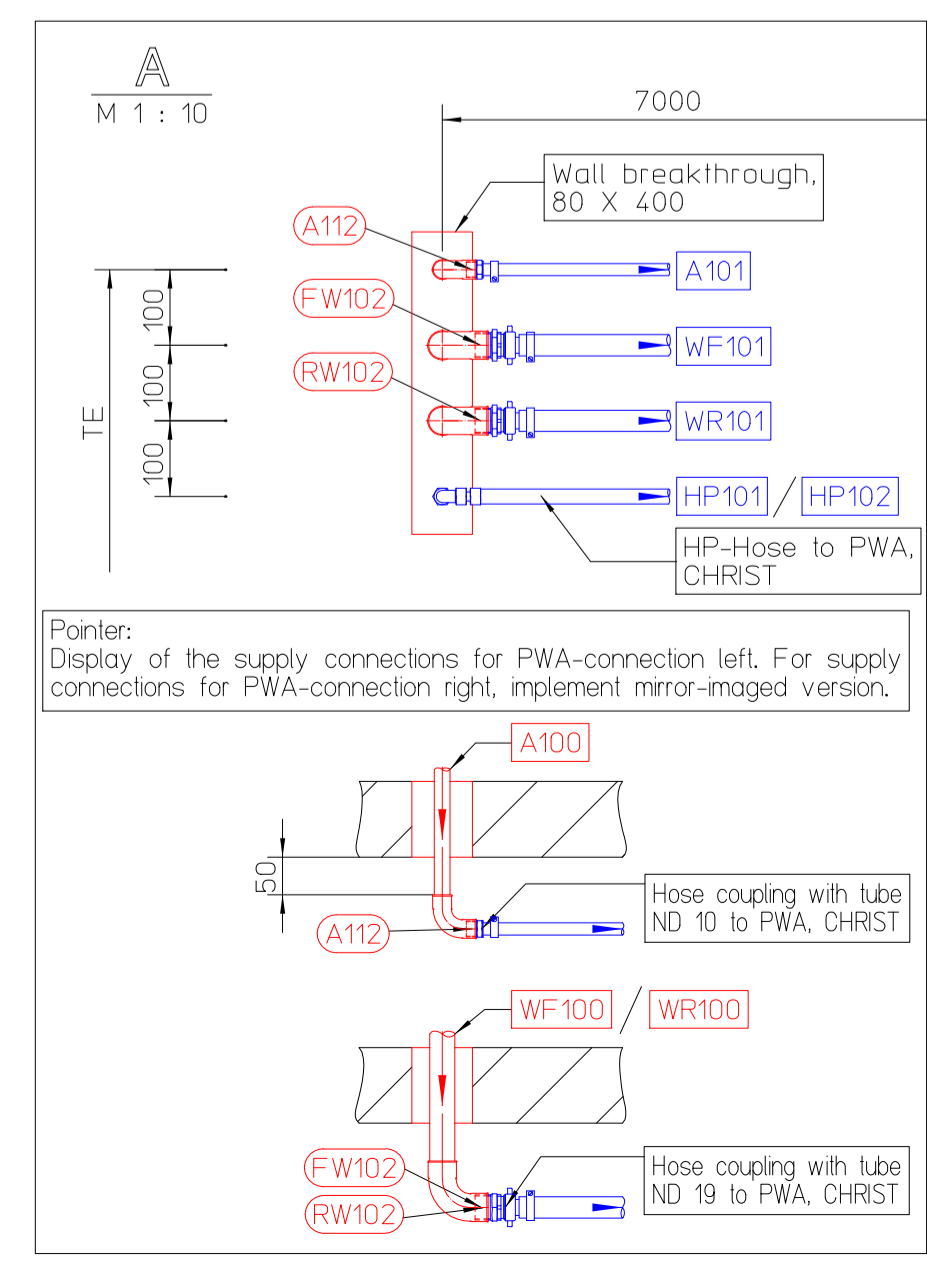 A
M 1 : 10
7000
Wall breakthrough,
80 X 400
A112
A101
FW102
100
WF101
RW102
100
WR101
TE
100
HP101 / HP102
HP-Hose to PWA,
CHRIST
Pointer:
Display of the supply connections for PWA-connection left. For supply
connections for PWA-connection right, implement mirror-imaged version.
A100
50
Hose coupling with tube
ND 10 to PWA, CHRIST
A112
WF100 / WR100
FW102
RW102
Hose coupling with tube
ND 19 to PWA, CHRIST